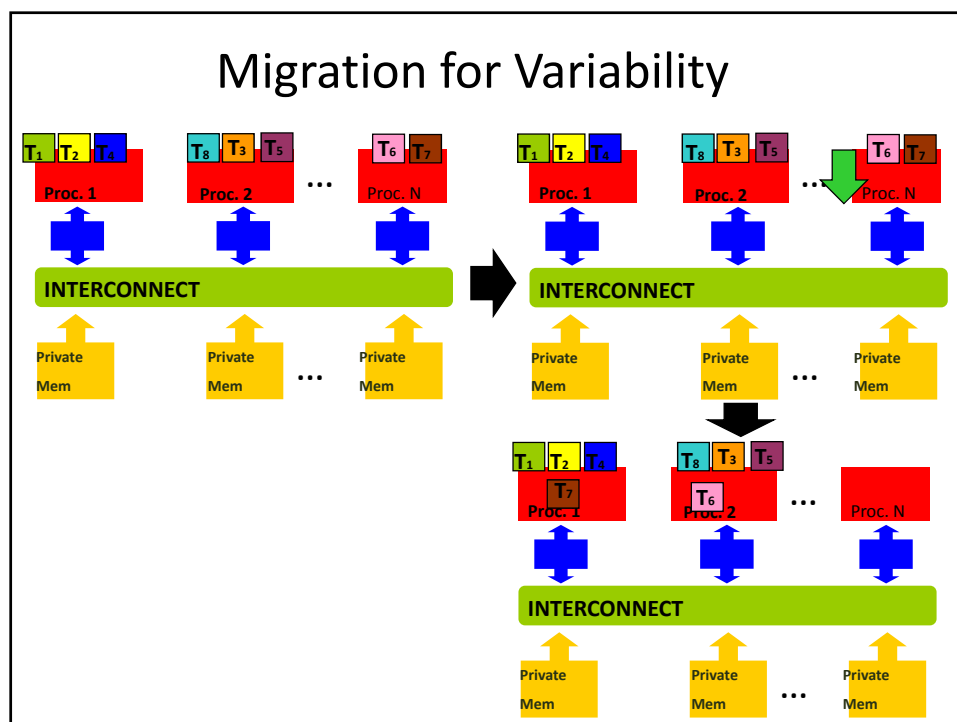 Migration for Variability
T1 T2 T4 T8 T3 T5 T6 T7
Proc. 1 Proc. 2 ... Proc. N
INTERCONNECT
Private Mem Private Mem ... Private Mem
T1 T2 T4 T8 T3 T5 T6 T7
Proc. 1 Proc. 2 ... Proc. N
INTERCONNECT
Private Mem Private Mem ... Private Mem
T1 T2 T4 T8 T3 T5
T7 T6
Proc. 1 Proc. 2 ... Proc. N
INTERCONNECT
Private Mem Private Mem ... Private Mem